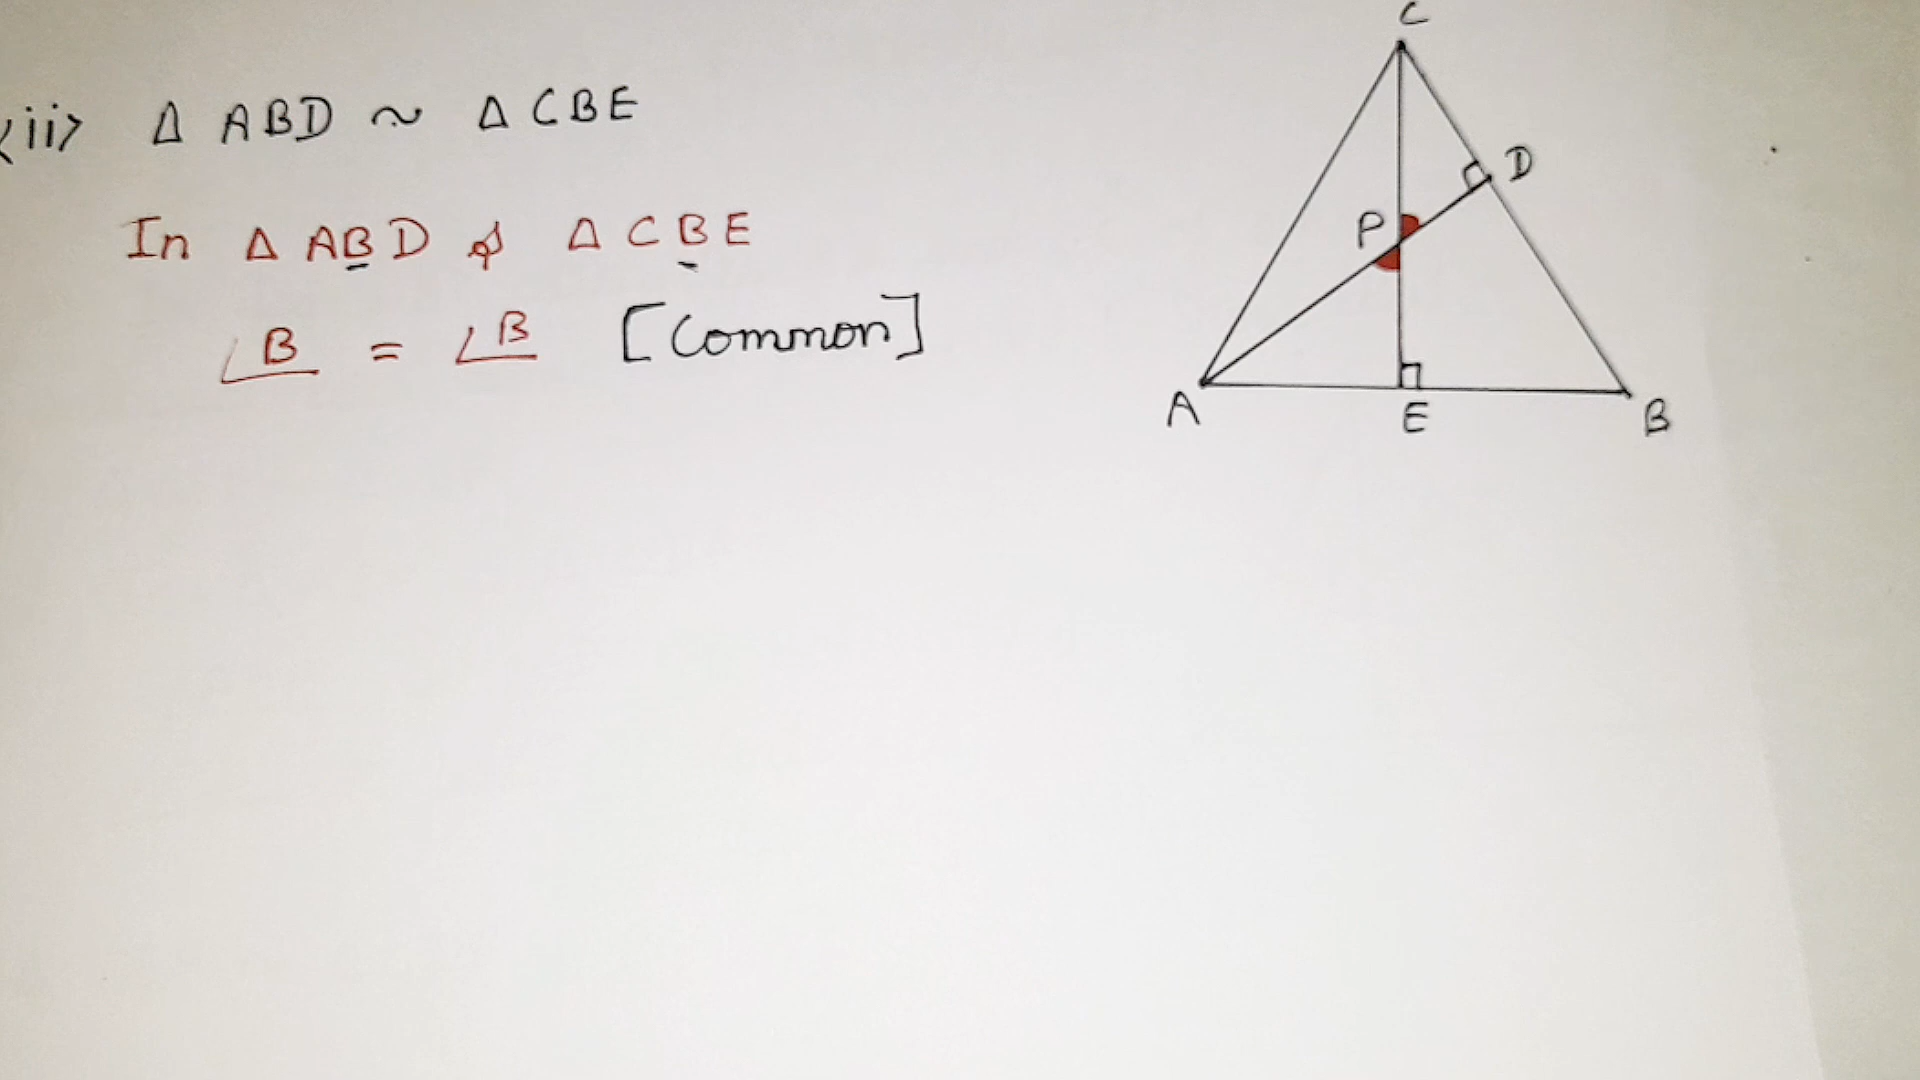 <ii> Δ ABD ~ Δ CBE
In Δ ABD & Δ CBE
∠B = ∠B [Common]
C
D
P
A
E
B